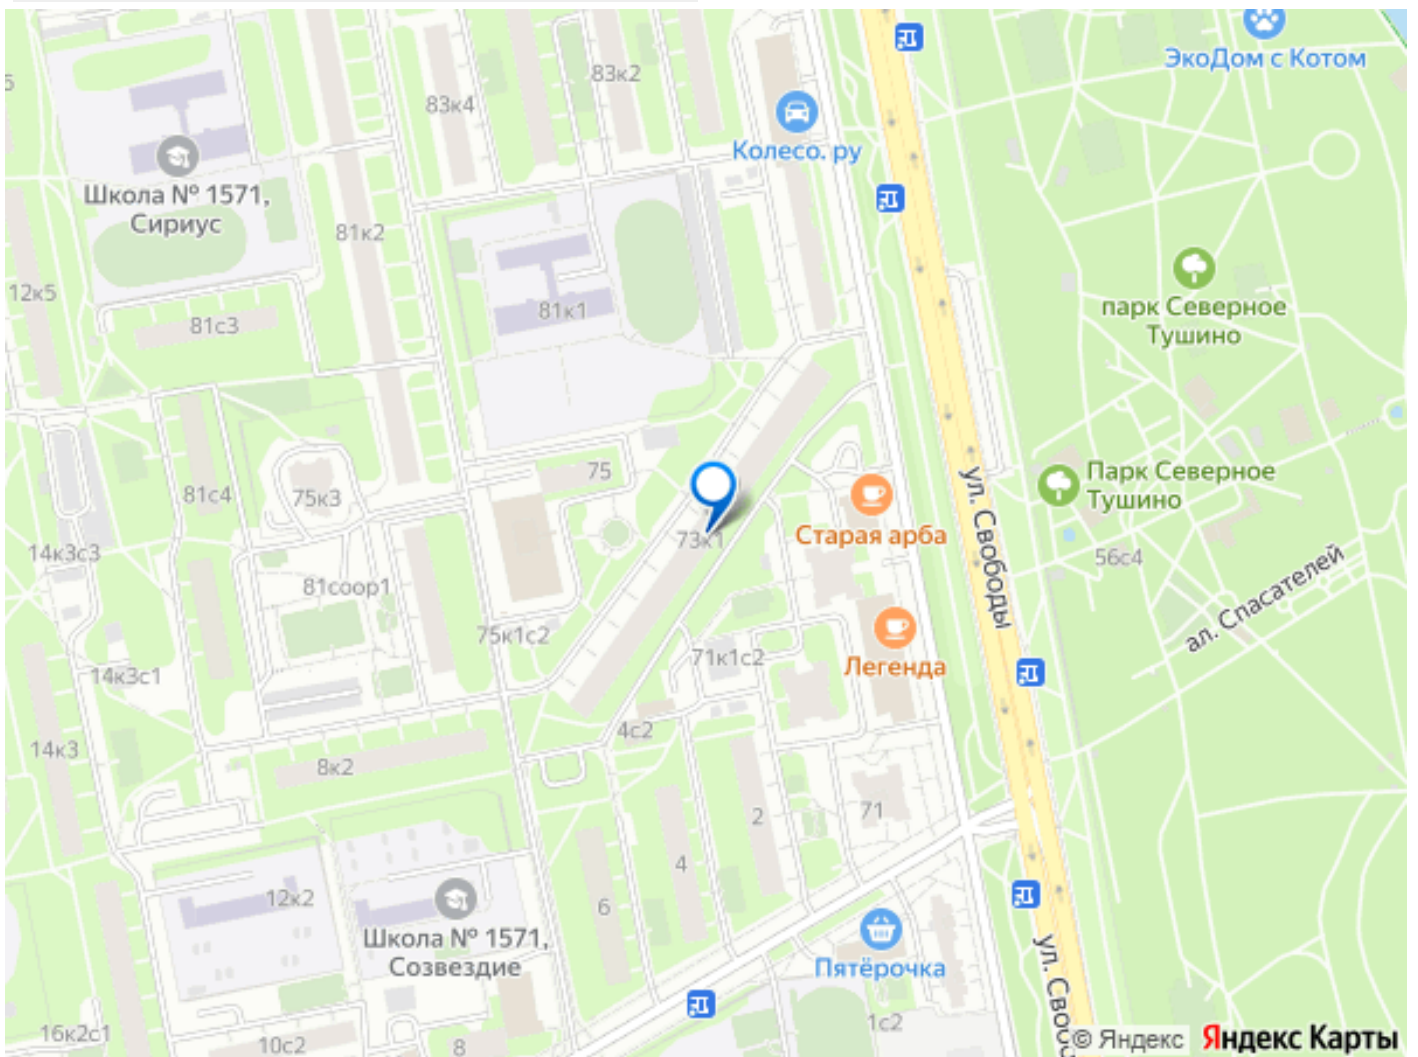 ЭкоДом с Котом
83к2
83к4
5
Колесо. ру
Школа № 1571,
Сириус
81к2
12к5
81к1
81с3
парк Северное
Тушино
75
81с4
75к3
Парк Северное
Тушино
ул. Свободы
Старая арба
73к1
14к3с3
56с4
81соор1
ал. Спасателей
75к1с2
71к1с2
Легенда
14к3с1
4с2
14к3
8к2
2
71
4
12к2
6
Школа № 1571,
Созвездие
Пятёрочка
ул. Своб
1с2
16к2с1
10с2
8
© Яндекс Яндекс Карты